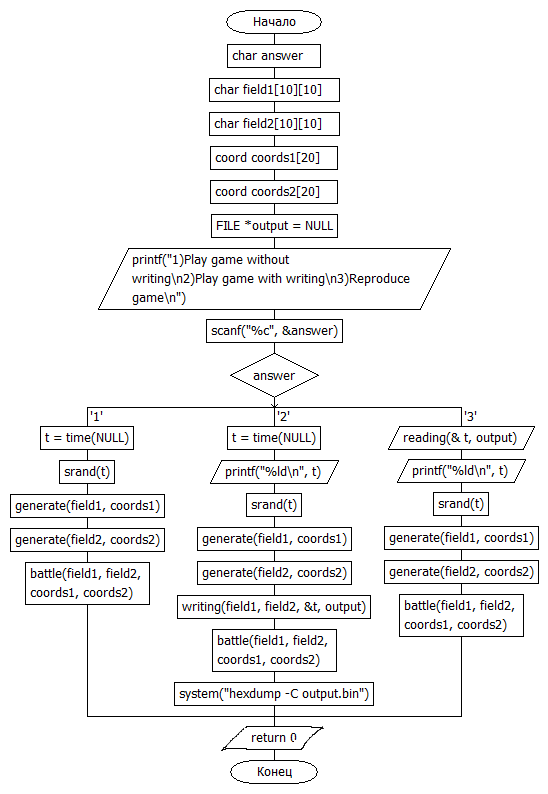 Начало
char answer
char field1[10][10]
char field2[10][10]
coord coords1[20]
coord coords2[20]
FILE *output = NULL
printf("1)Play game without
writing\n2)Play game with writing\n3)Reproduce
game\n")
scanf("%c", &answer)
answer
'1'
t = time(NULL)
srand(t)
generate(field1, coords1)
generate(field2, coords2)
battle(field1, field2,
coords1, coords2)
'2'
t = time(NULL)
printf("%ld\n", t)
srand(t)
generate(field1, coords1)
generate(field2, coords2)
writing(field1, field2, &t, output)
battle(field1, field2,
coords1, coords2)
system("hexdump -C output.bin")
'3'
reading(& t, output)
printf("%ld\n", t)
srand(t)
generate(field1, coords1)
generate(field2, coords2)
battle(field1, field2,
coords1, coords2)
return 0
Конец